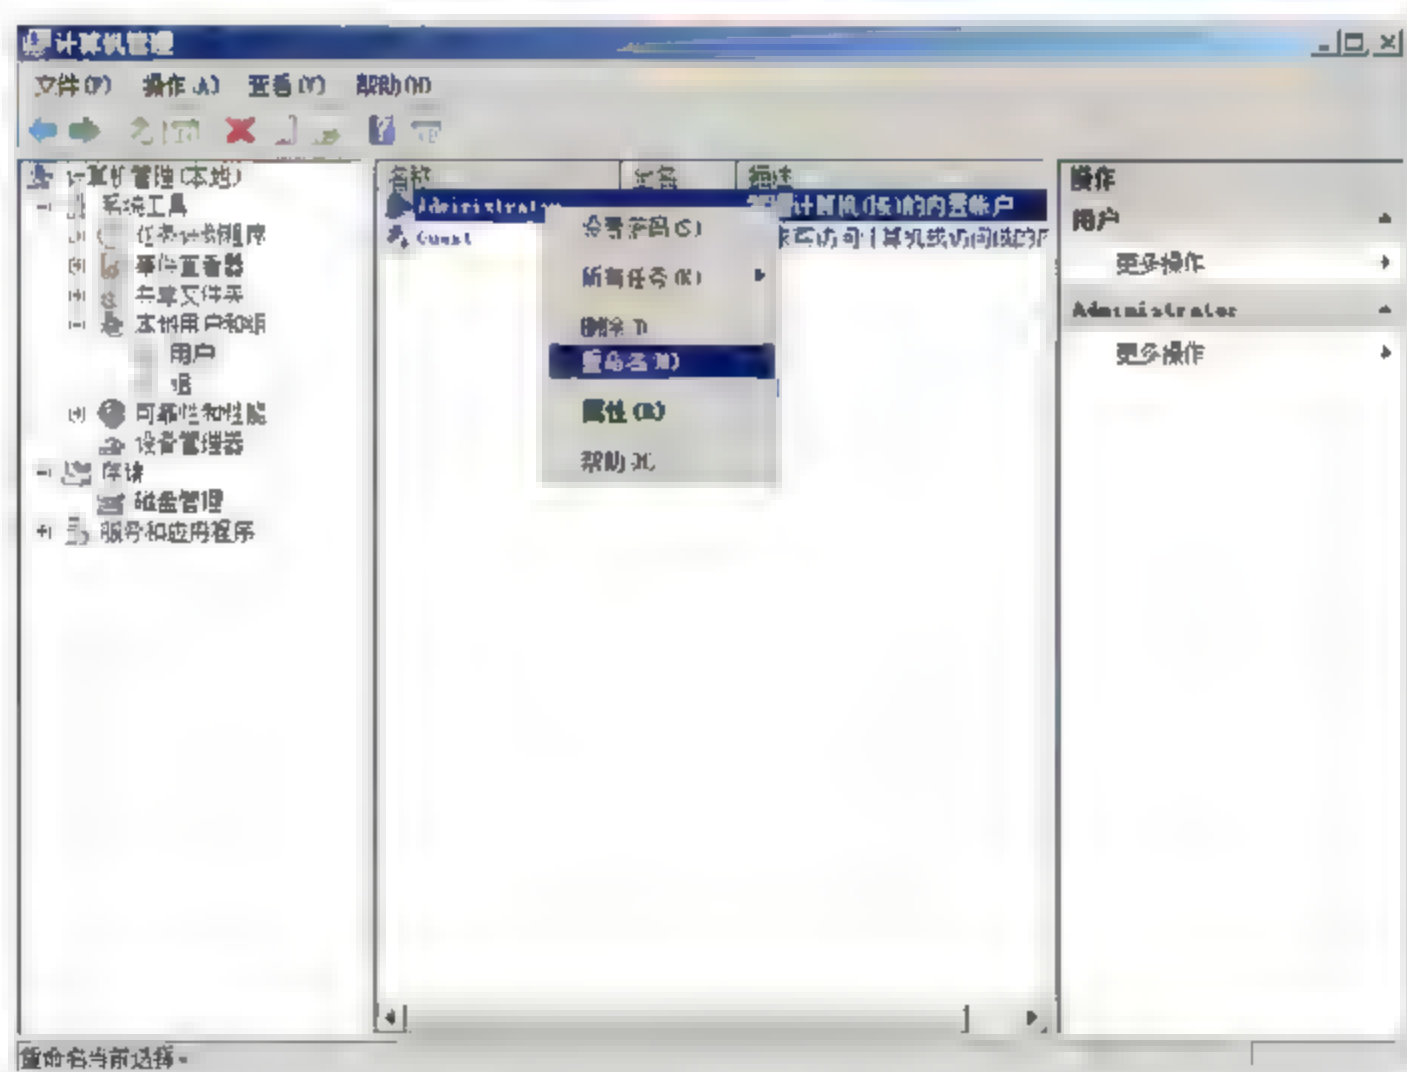 计算机管理
文件(F) 操作(A) 查看(V) 帮助(H)
计算机管理(本地)
系统工具
任务计划程序
事件查看器
共享文件夹
本地用户和组
用户
组
可靠性和性能
设备管理器
存储
磁盘管理
服务和应用程序
名称 全名 描述
Administrator 管理计算机(域)的内置帐户
Guest 来宾访问计算机或访问域的
设置密码(S)
所有任务(K)
删除(D)
重命名(M)
属性(R)
帮助(H)
操作
用户
更多操作
Administrator
更多操作
重命名当前选择。